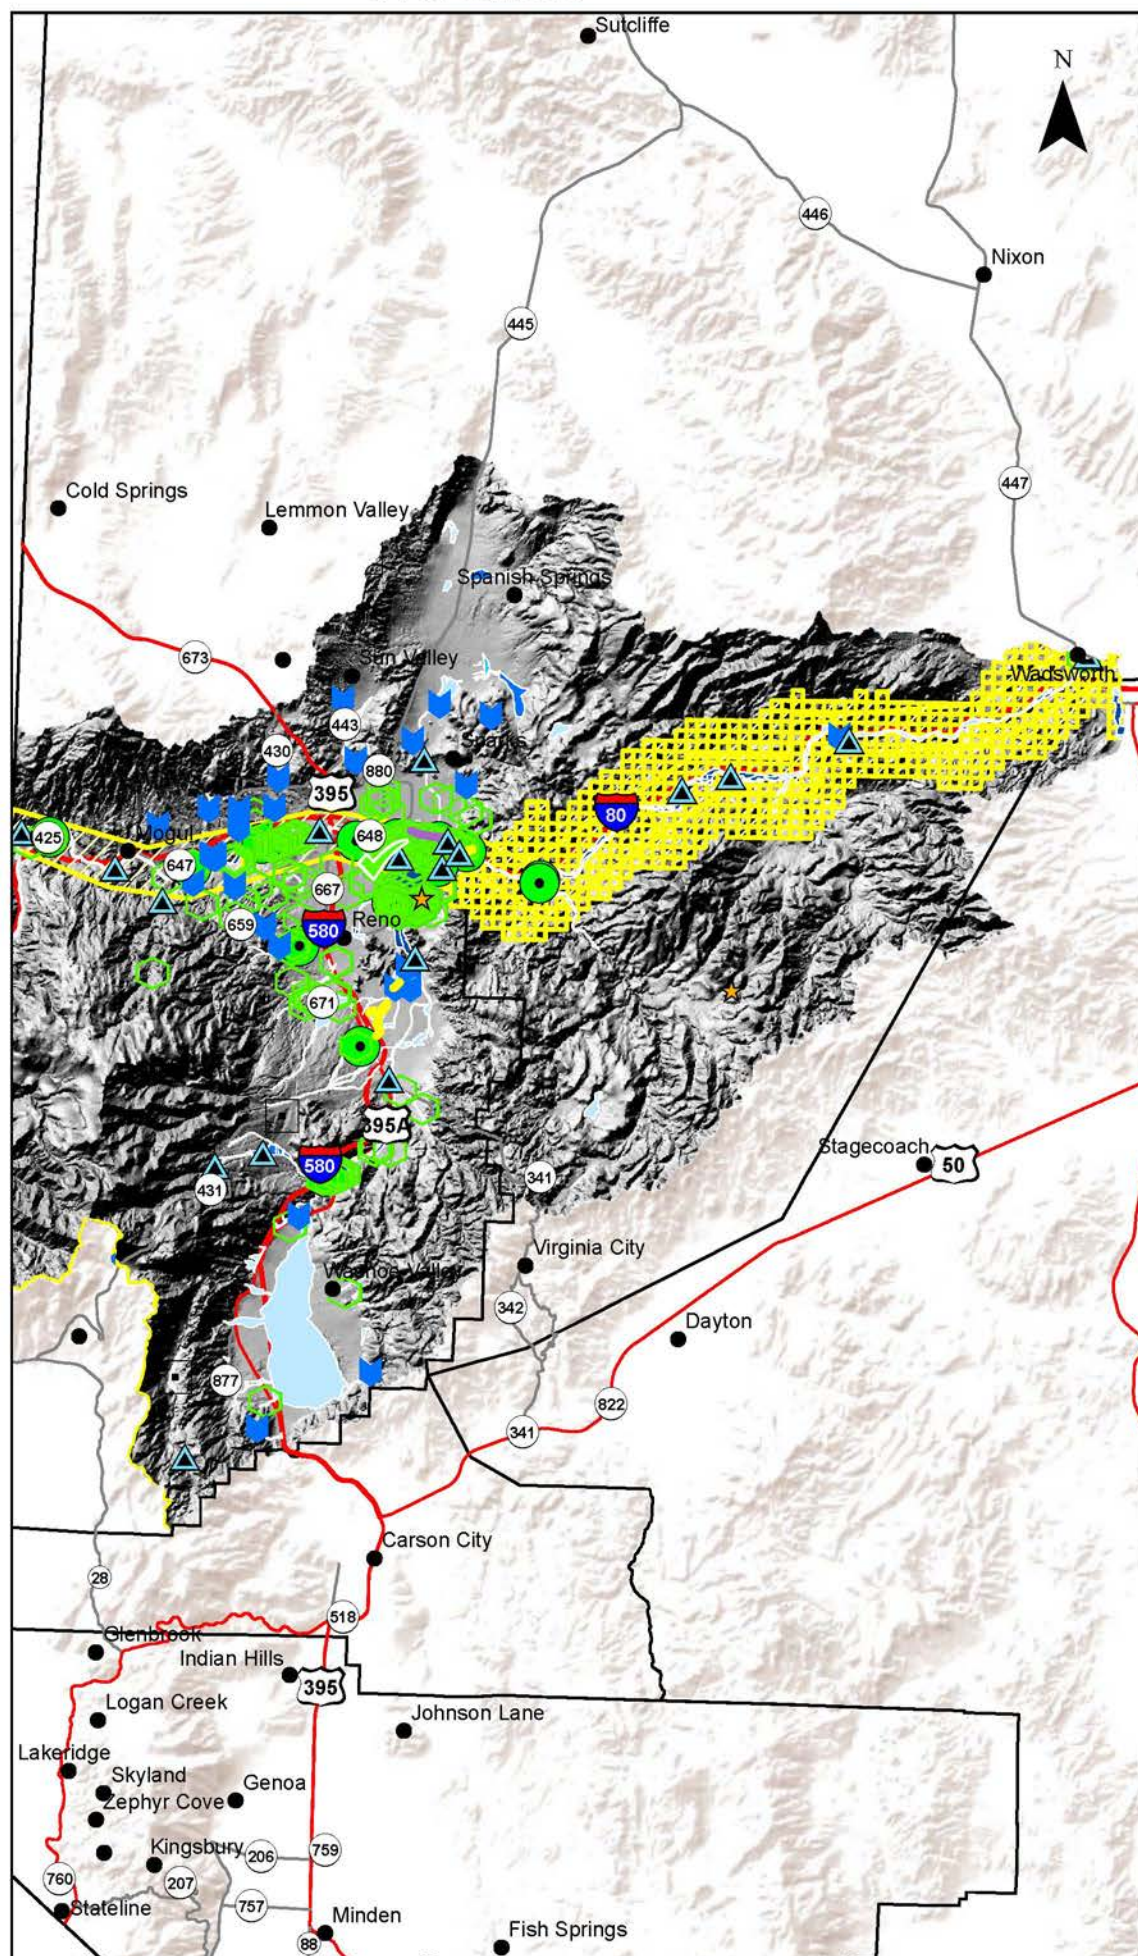 Sutcliffe
N
446
Nixon
445
447
Cold Springs
Lemmon Valley
Spanish Springs
673
Sun Valley
Wadsworth
443
430
880
Sparks
395
80
425
Mogul
648
647
667
659
580
Reno
671
395A
Stagecoach
50
580
431
341
Virginia City
Washoe Valley
342
Dayton
877
822
341
Carson City
28
518
Glenbrook
Indian Hills
395
Logan Creek
Johnson Lane
Lakeridge
Skyland
Genoa
Zephyr Cove
Kingsbury
206
759
760
207
757
Stateline
Minden
88
Fish Springs